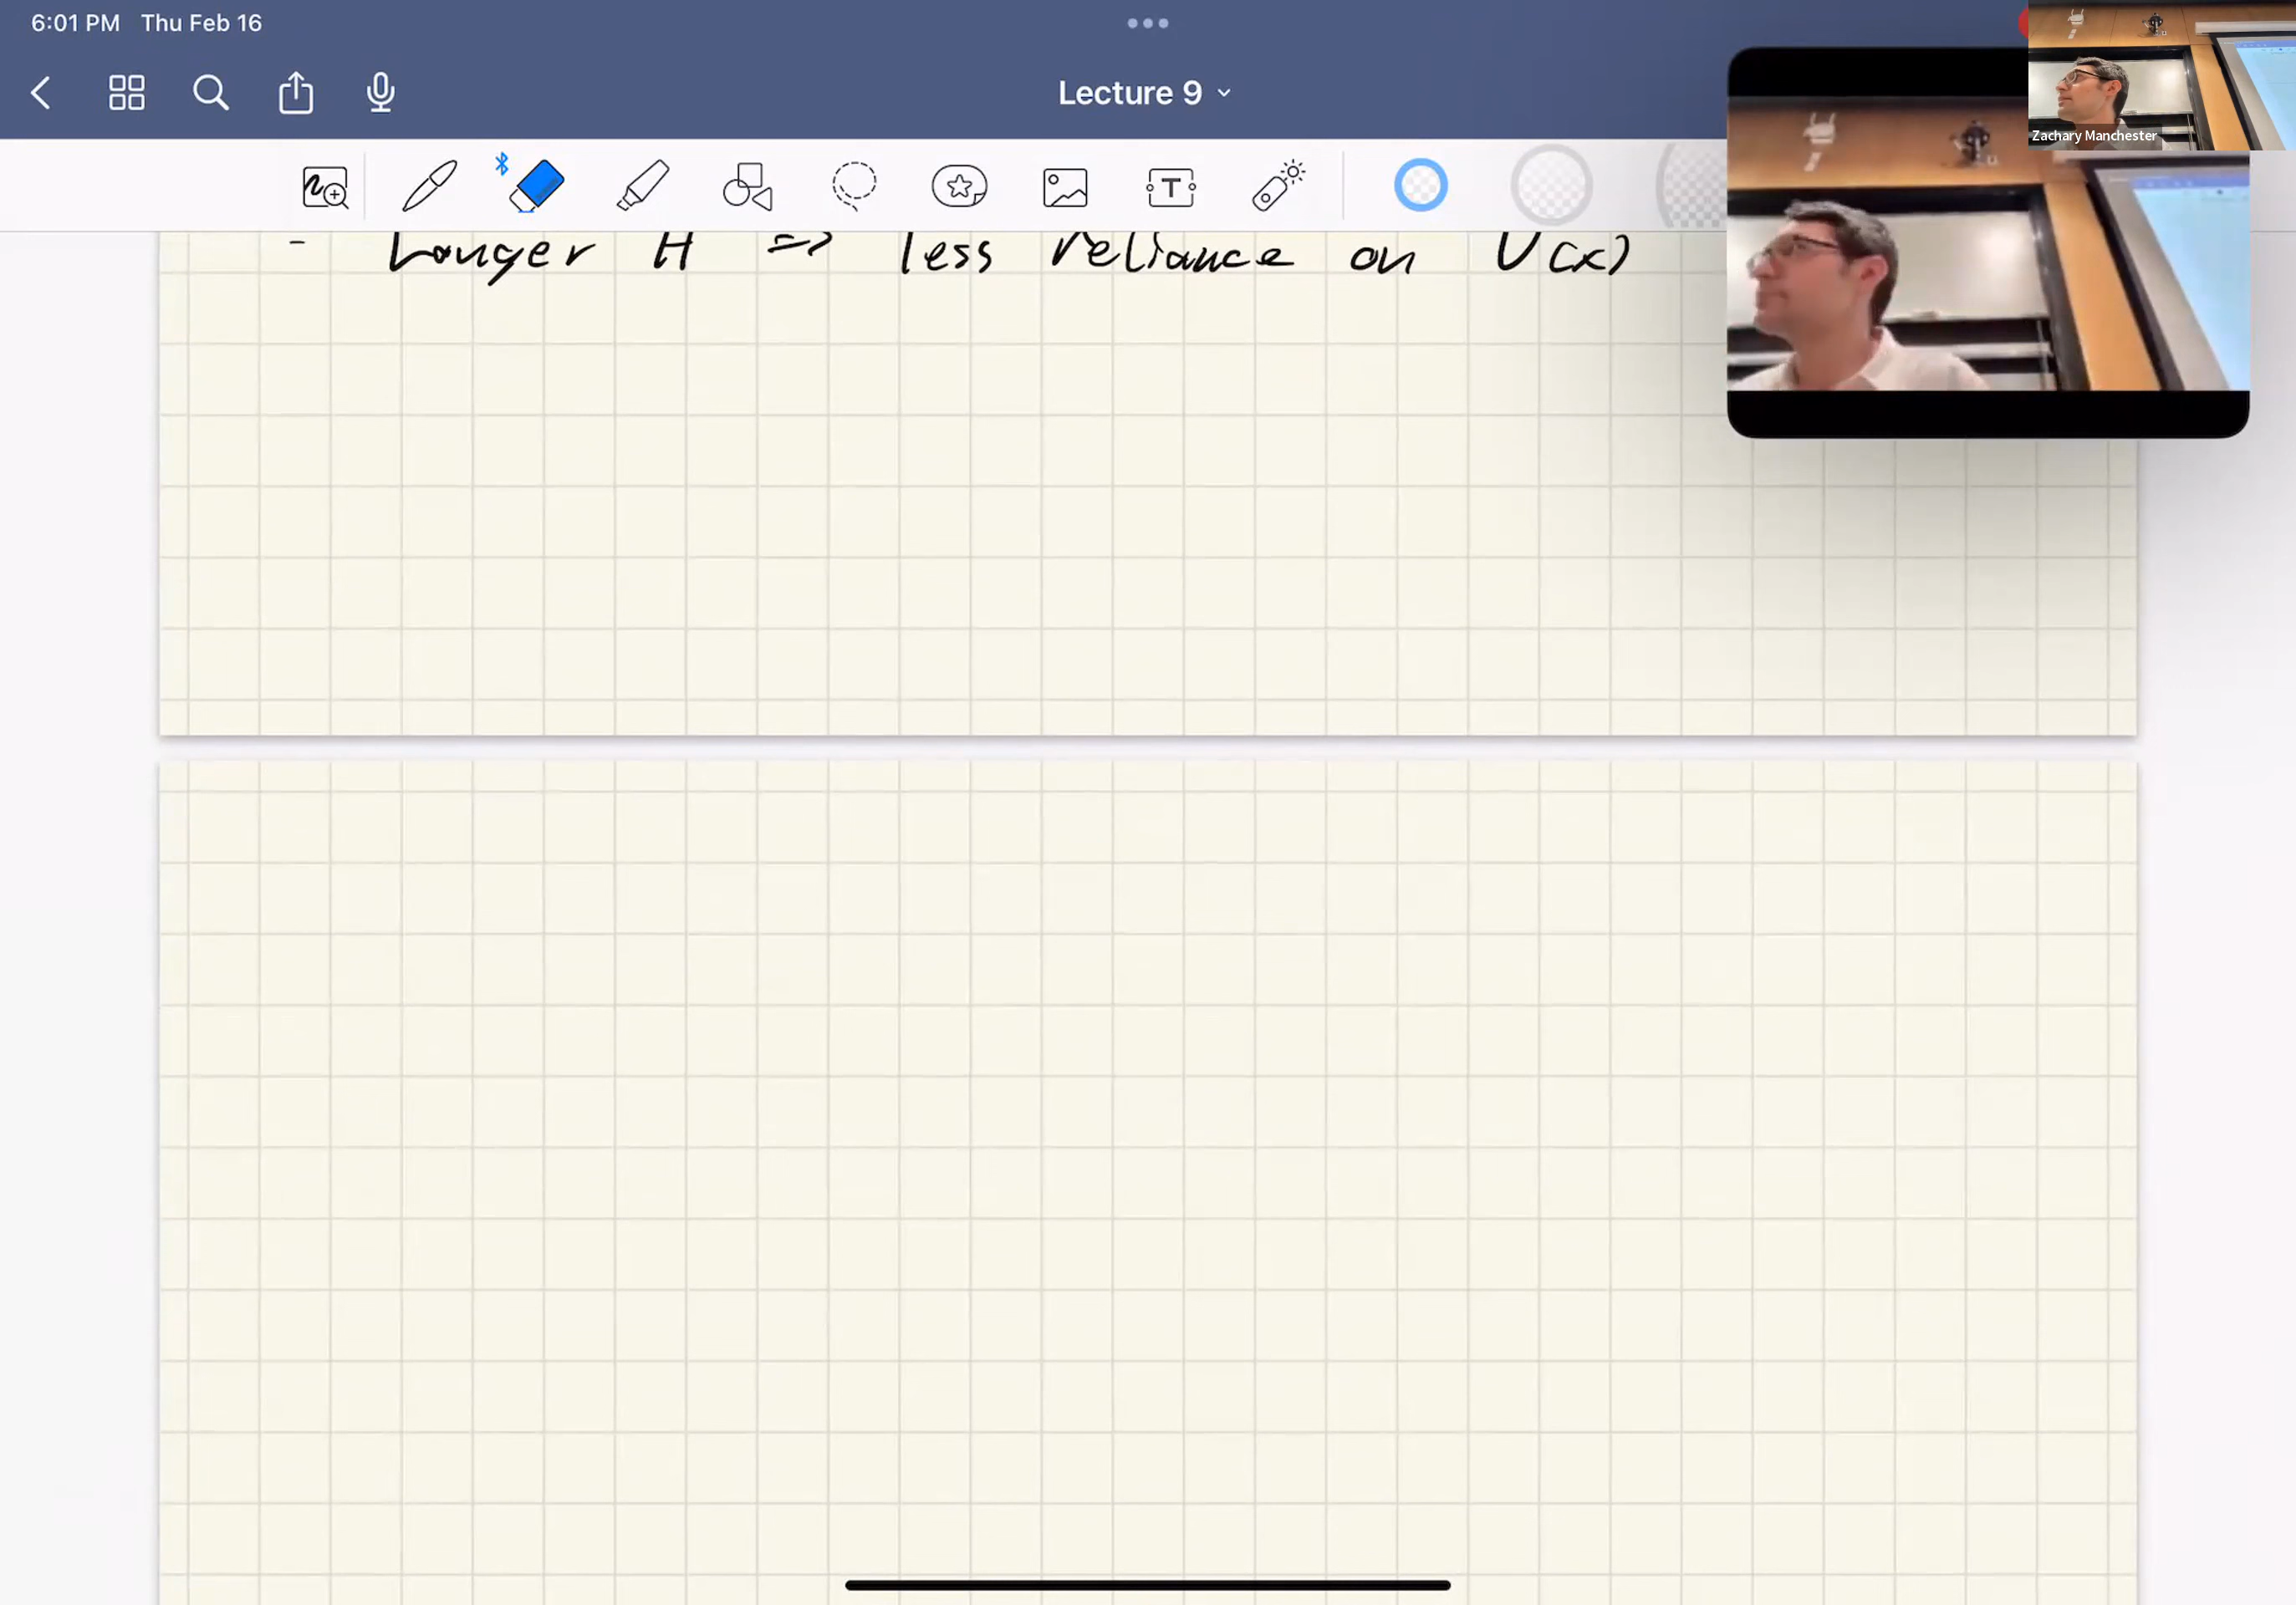 6:01 PM Thu Feb 16
Lecture 9
Zachary Manchester
T
- Longer H => less reliance on V(x)